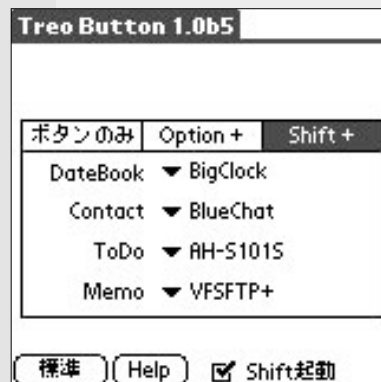 Treo Button 1.0b5
ボタンのみ Option + Shift +
DateBook ▼ BigClock
Contact ▼ BlueChat
ToDo ▼ AH-S101S
Memo ▼ VFSFTP+
標準 Help ☑ Shift起動